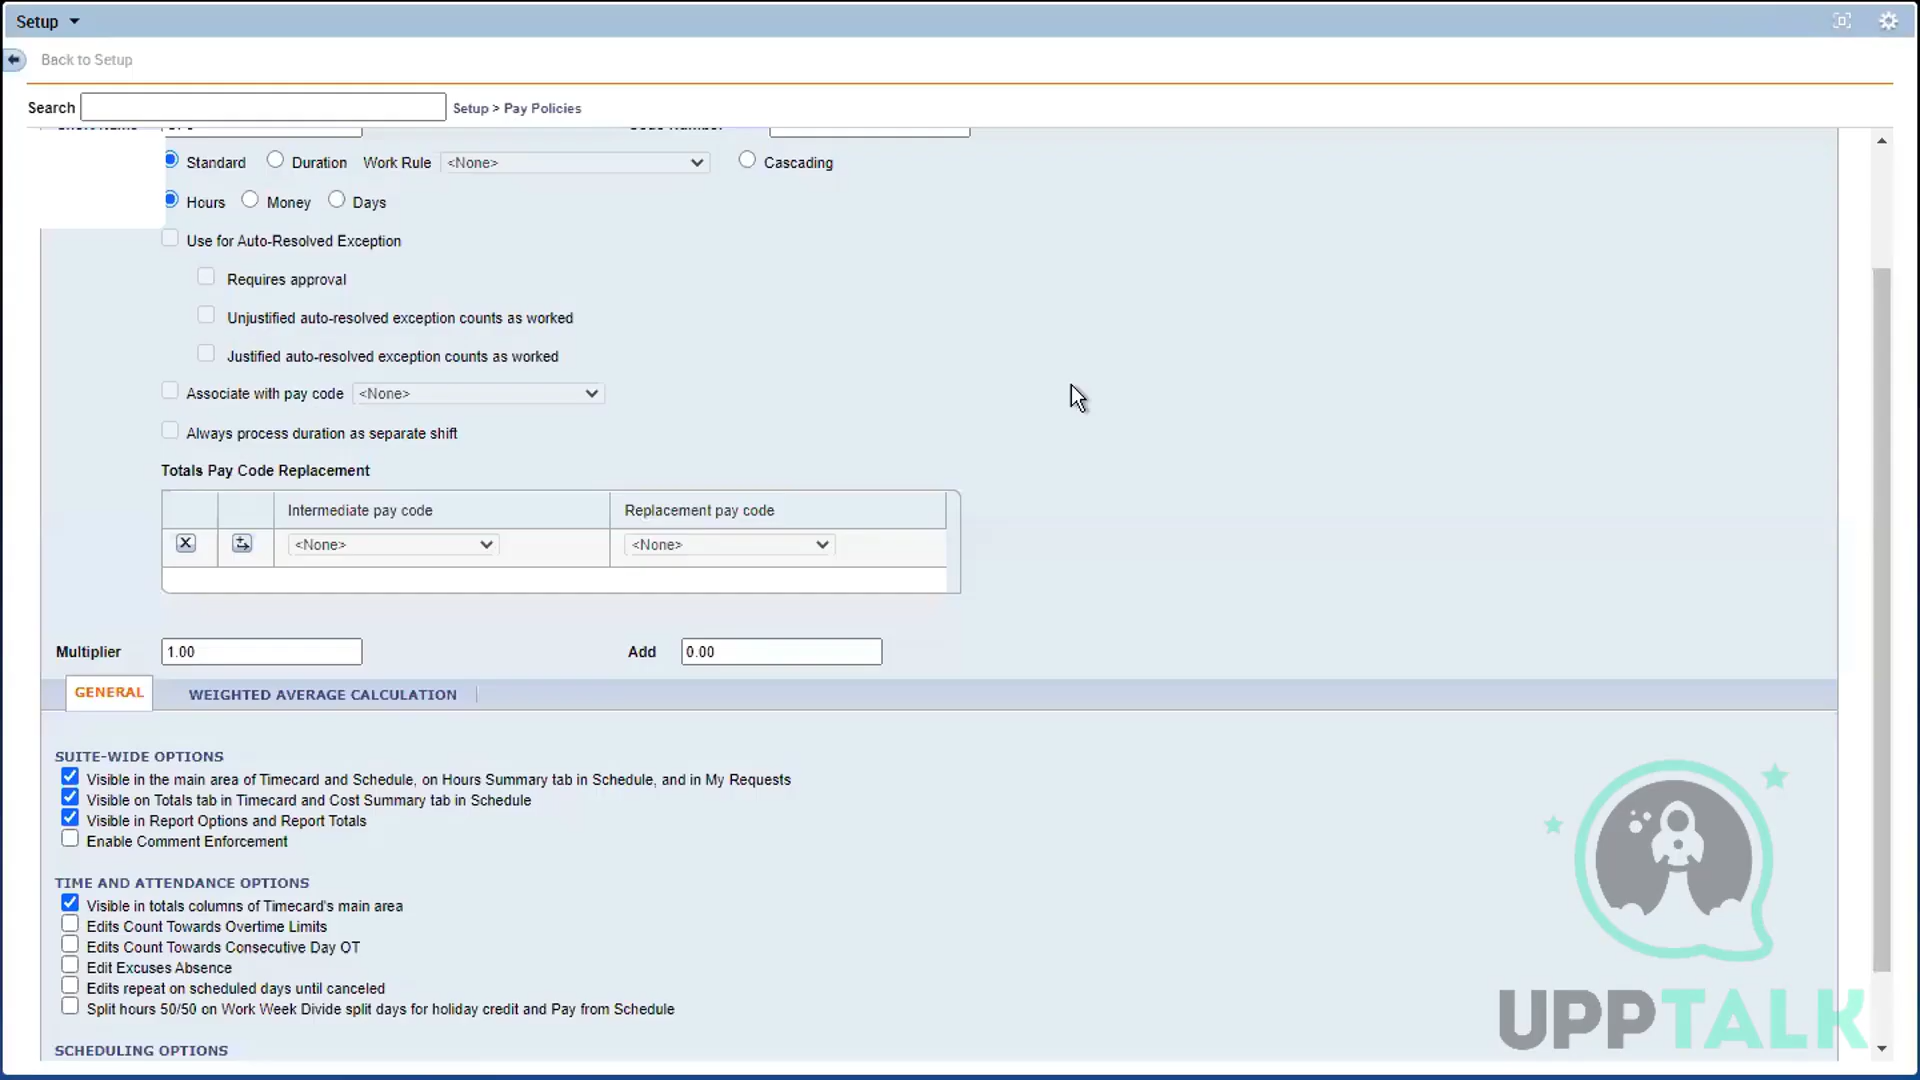 Setup
Back to Setup
Search Setup > Pay Policies
Standard Duration Work Rule <None> Cascading
Hours Money Days
Use for Auto-Resolved Exception
Requires approval
Unjustified auto-resolved exception counts as worked
Justified auto-resolved exception counts as worked
Associate with pay code <None>
Always process duration as separate shift
Totals Pay Code Replacement
Intermediate pay code Replacement pay code
<None> <None>
Multiplier 1.00 Add 0.00
GENERAL WEIGHTED AVERAGE CALCULATION
SUITE-WIDE OPTIONS
Visible in the main area of Timecard and Schedule, on Hours Summary tab in Schedule, and in My Requests
Visible on Totals tab in Timecard and Cost Summary tab in Schedule
Visible in Report Options and Report Totals
Enable Comment Enforcement
TIME AND ATTENDANCE OPTIONS
Visible in totals columns of Timecard's main area
Edits Count Towards Overtime Limits
Edits Count Towards Consecutive Day OT
Edit Excuses Absence
Edits repeat on scheduled days until canceled
Split hours 50/50 on Work Week Divide split days for holiday credit and Pay from Schedule
SCHEDULING OPTIONS
UPPTALK